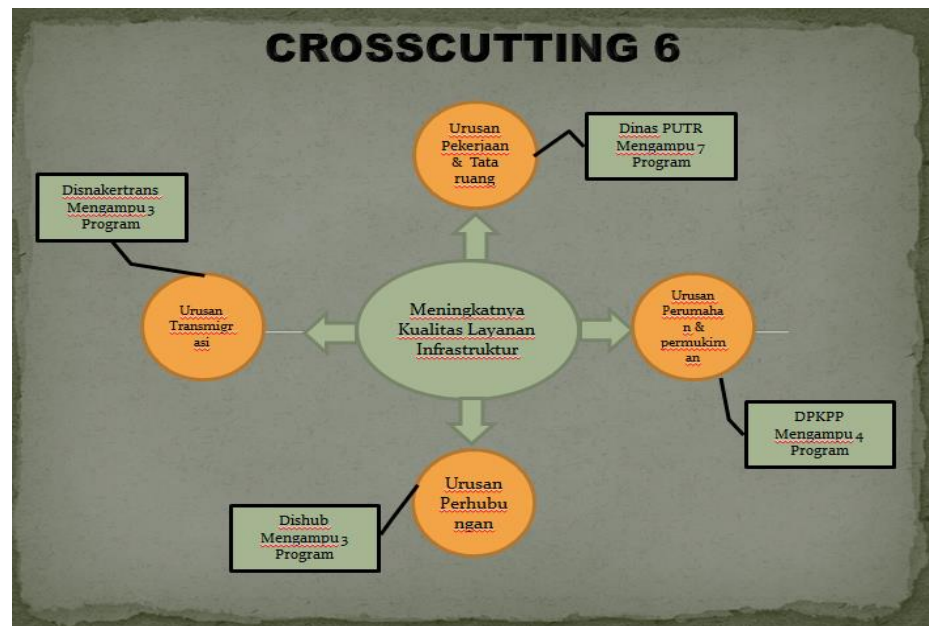 CROSSCUTTING 6
Urusan
Pekerjaan
& Tata
ruang
Dinas PUTR
Mengampu 7
Program
Disnakertrans
Mengampu 3
Program
Urusan
Transmigr
asi
Meningkatnya
Kualitas Layanan
Infrastruktur
Urusan
Perumaha
n &
permukim
an
DPKPP
Mengampu 4
Program
Urusan
Perhubu
ngan
Dishub
Mengampu 3
Program